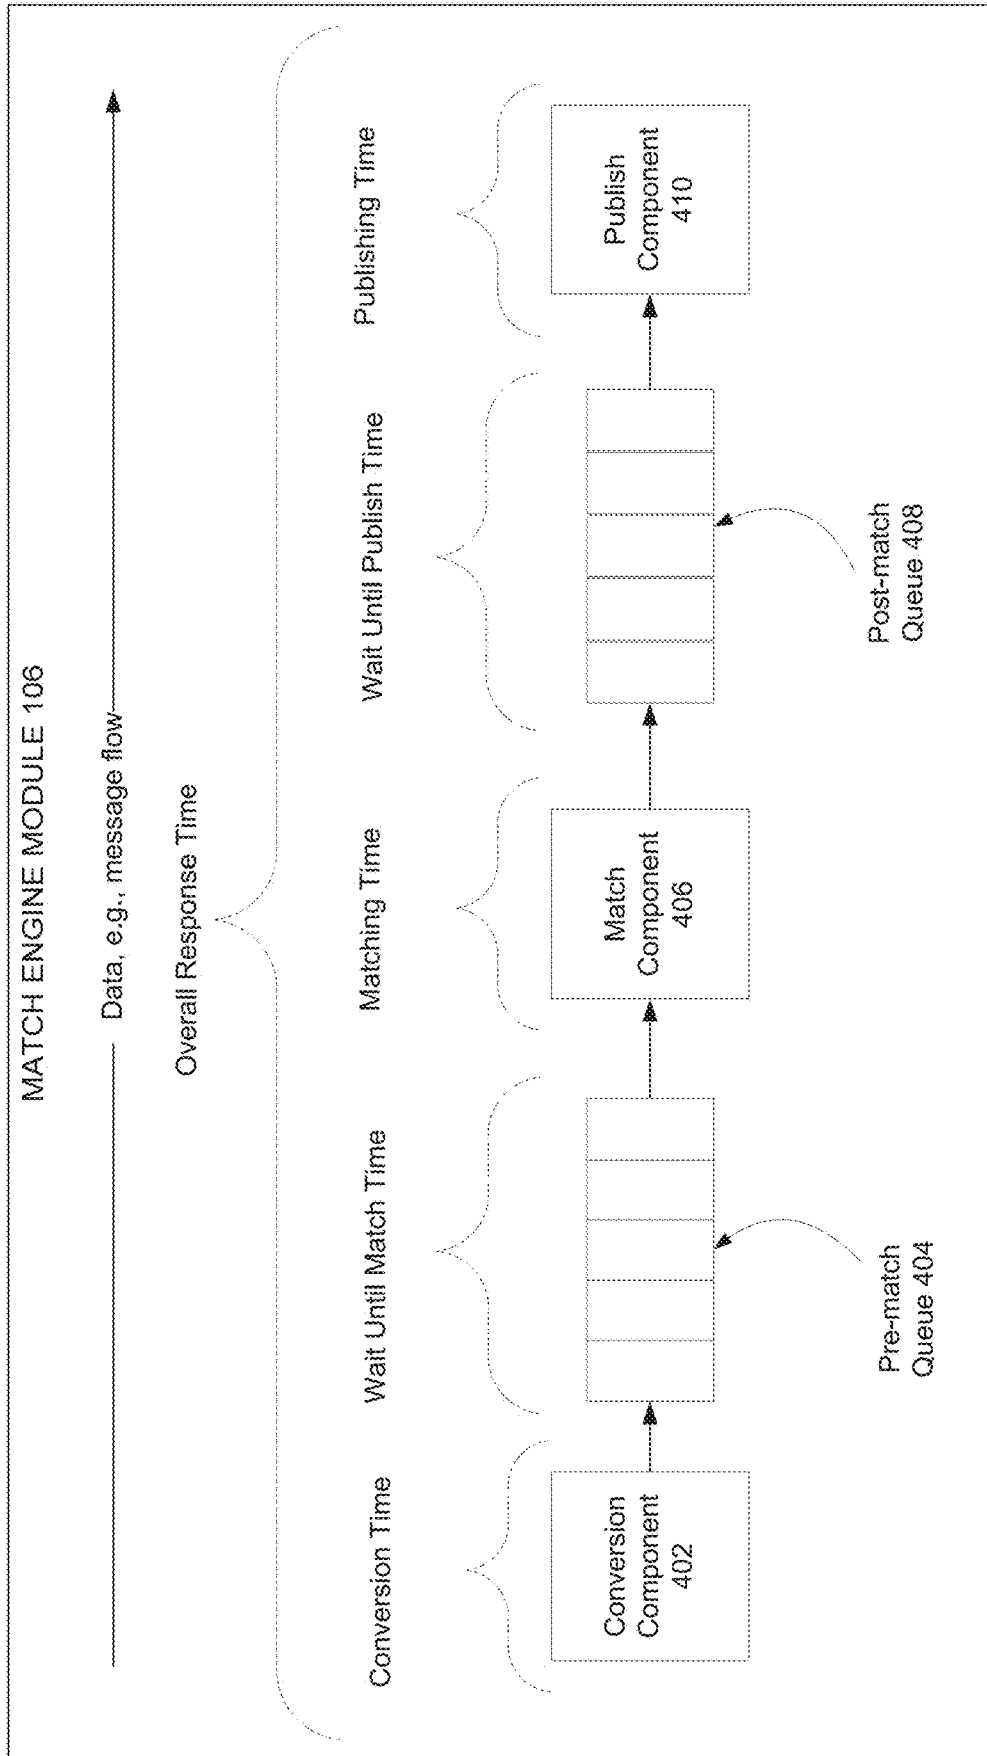 MATCH ENGINE MODULE 106
Data, e.g., message flow
Overall Response Time
Conversion Time
Wait Until Match Time
Matching Time
Wait Until Publish Time
Publishing Time
Conversion
Component
402
Match
Component
406
Publish
Component
410
Pre-match
Queue 404
Post-match
Queue 408